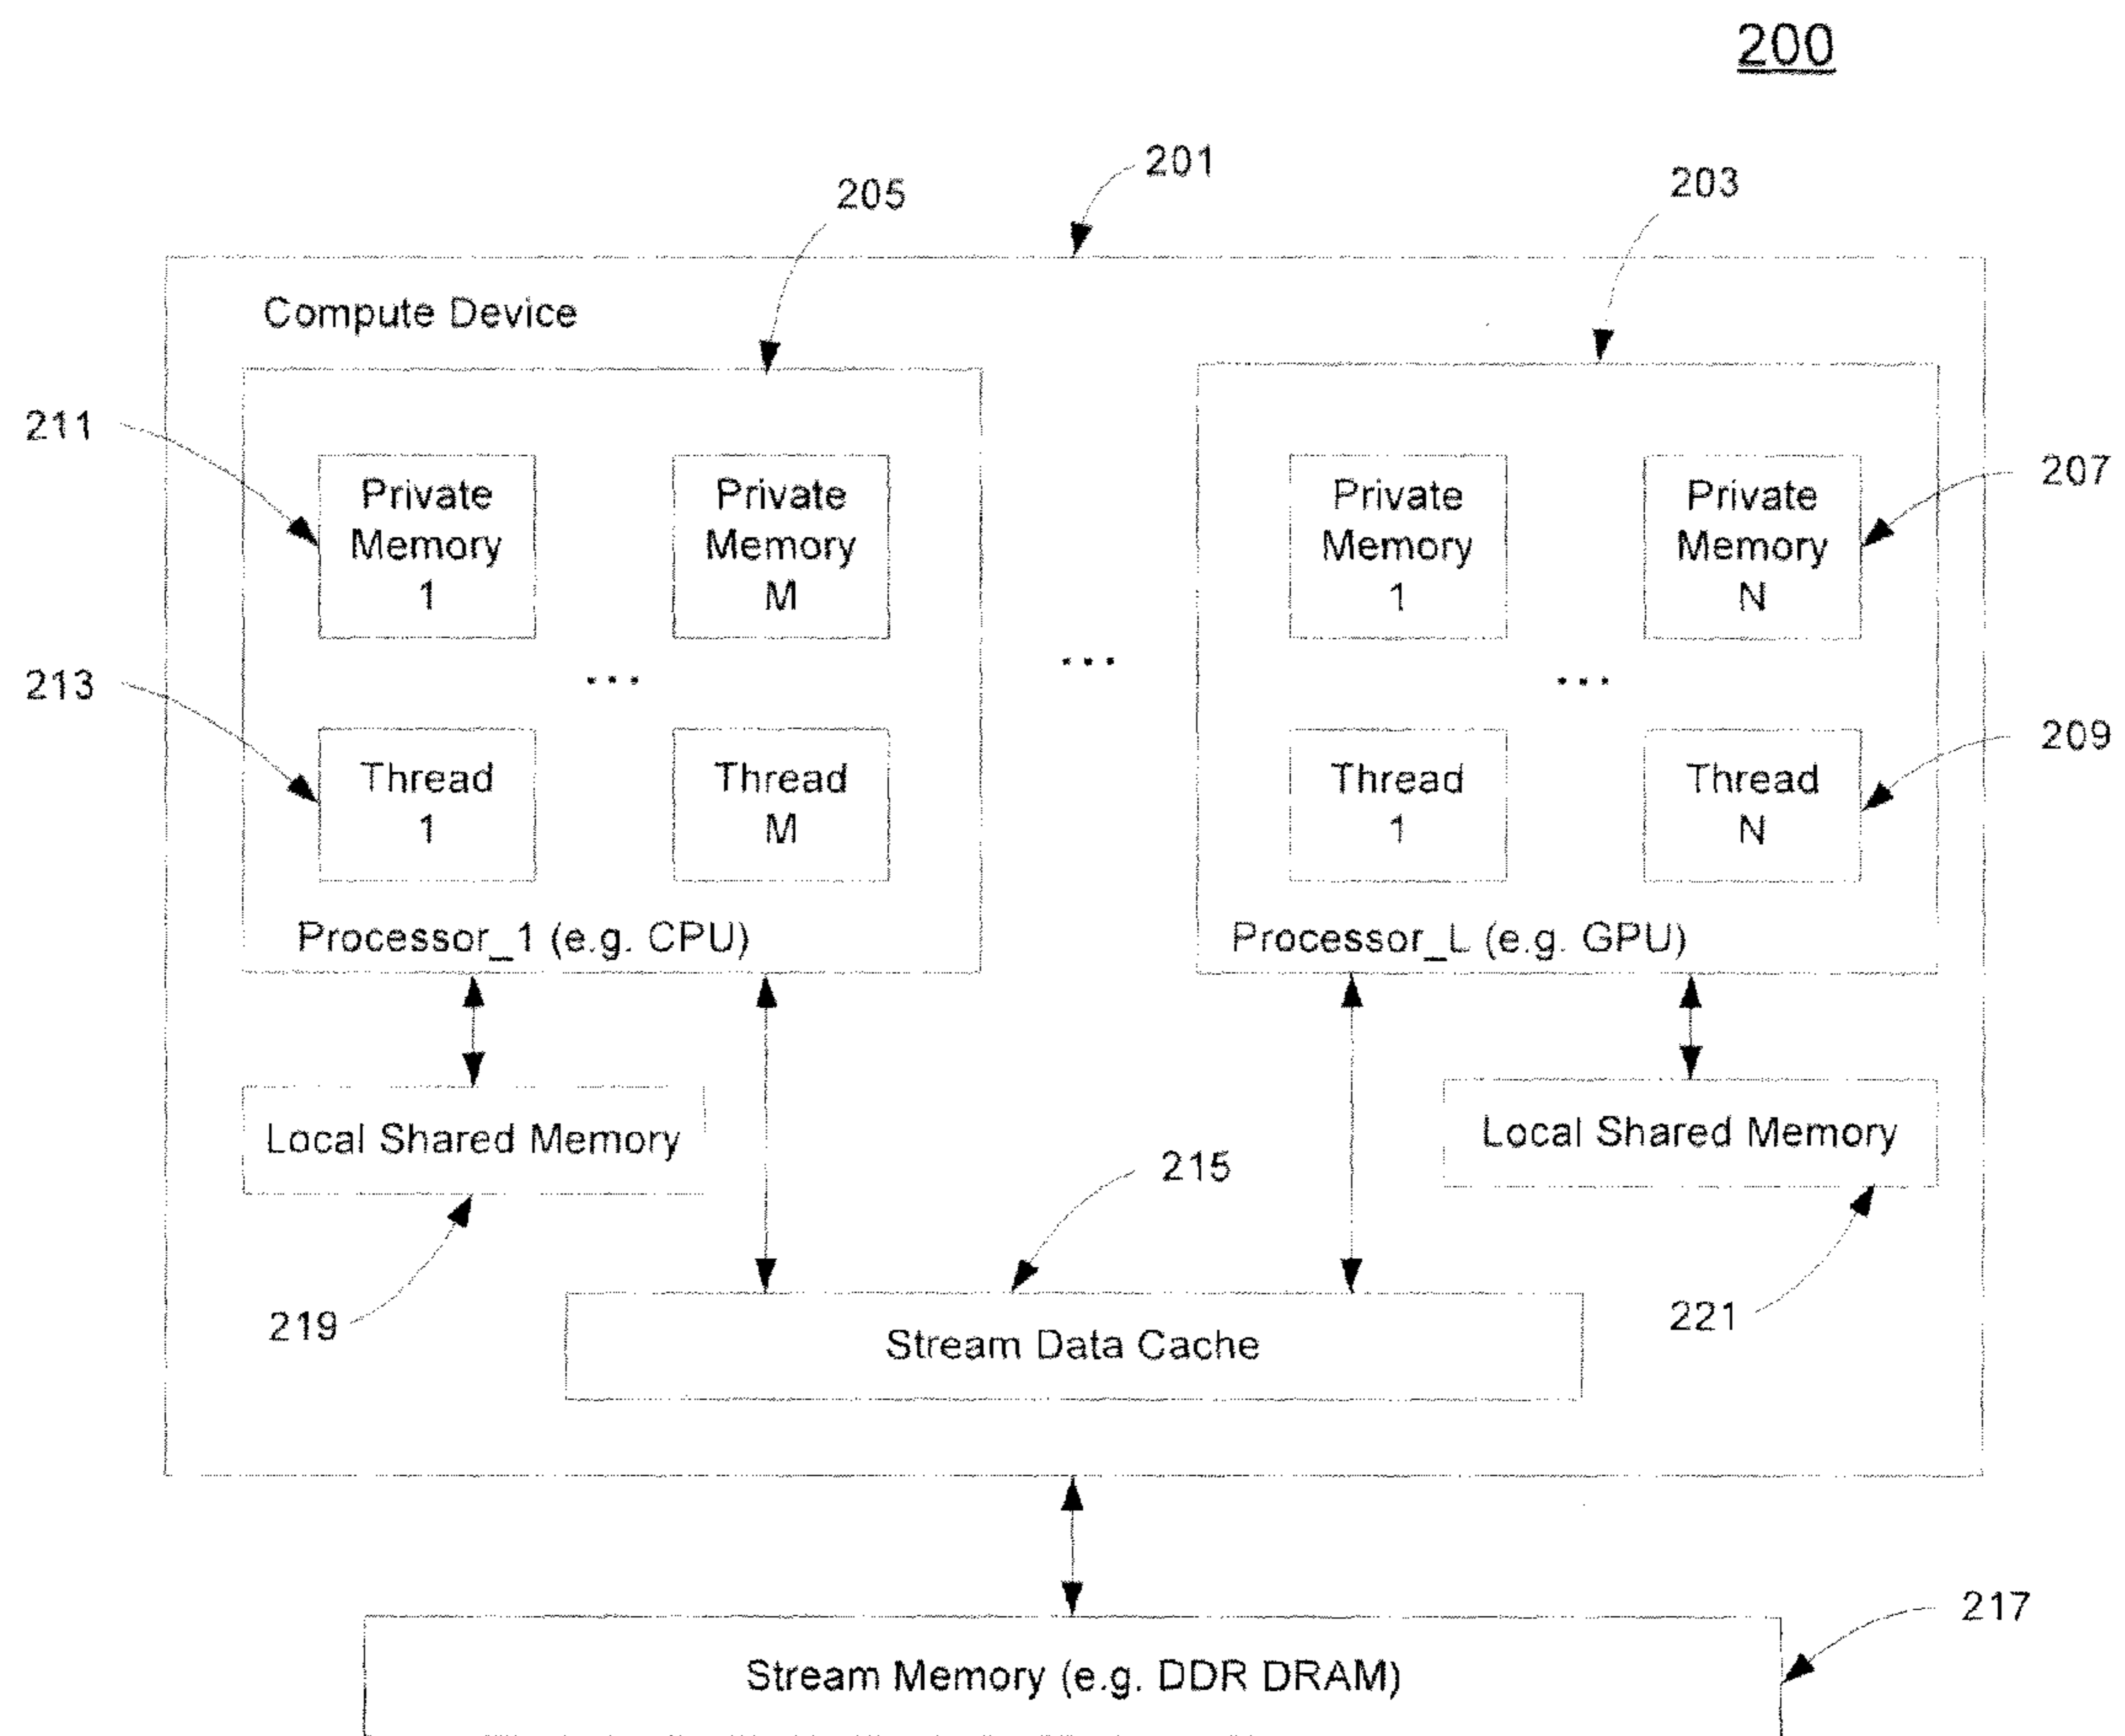 200
201
205
203
Compute Device
211
Private
Memory
1
Private
Memory
M
Private
Memory
1
Private
Memory
N
207
...
...
...
213
Thread
1
Thread
M
Thread
1
Thread
N
209
Processor_1 (e.g. CPU)
Processor_L (e.g. GPU)
Local Shared Memory
Local Shared Memory
215
219
221
Stream Data Cache
217
Stream Memory (e.g. DDR DRAM)